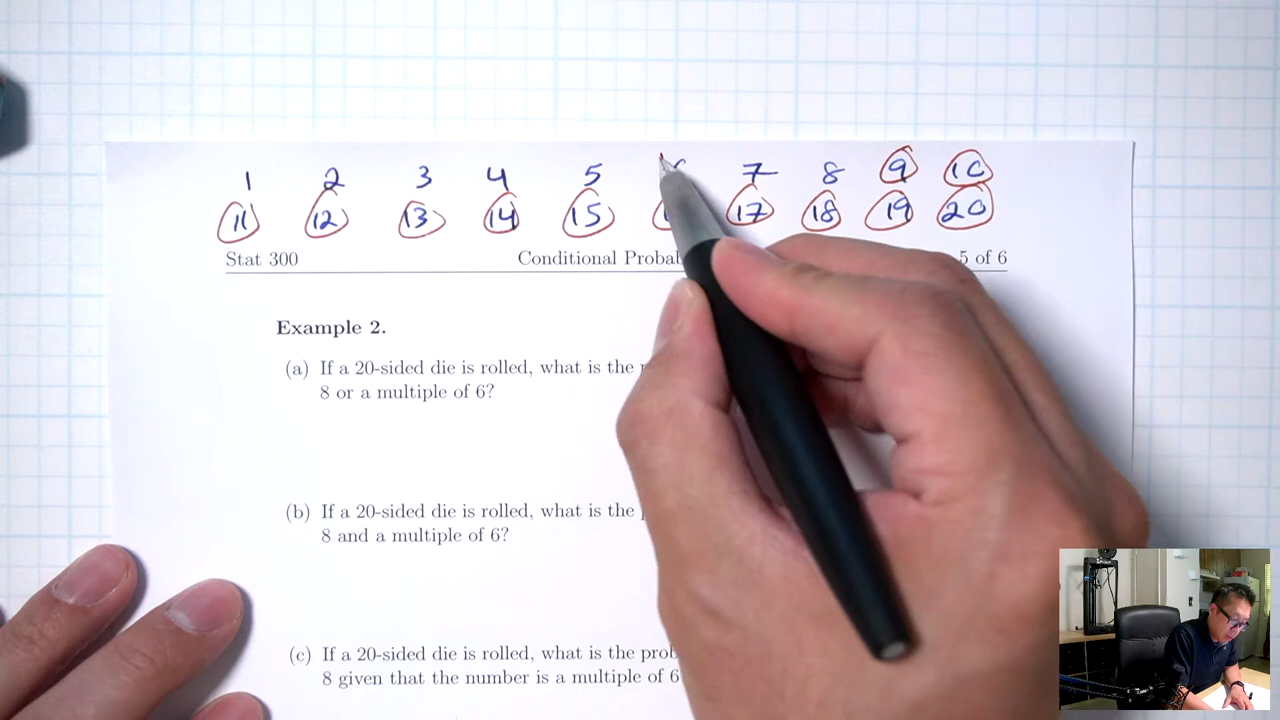 1 2 3 4 5 7 8 9 10
11 12 13 14 15 17 18 19 20
Stat 300 Conditional 5 of 6
Example 2.
(a) If a 20-sided die is rolled, what is the
8 or a multiple of 6?
(b) If a 20-sided die is rolled, what is the
8 and a multiple of 6?
(c) If a 20-sided die is rolled, what is the
8 given that the number is a multiple of 6